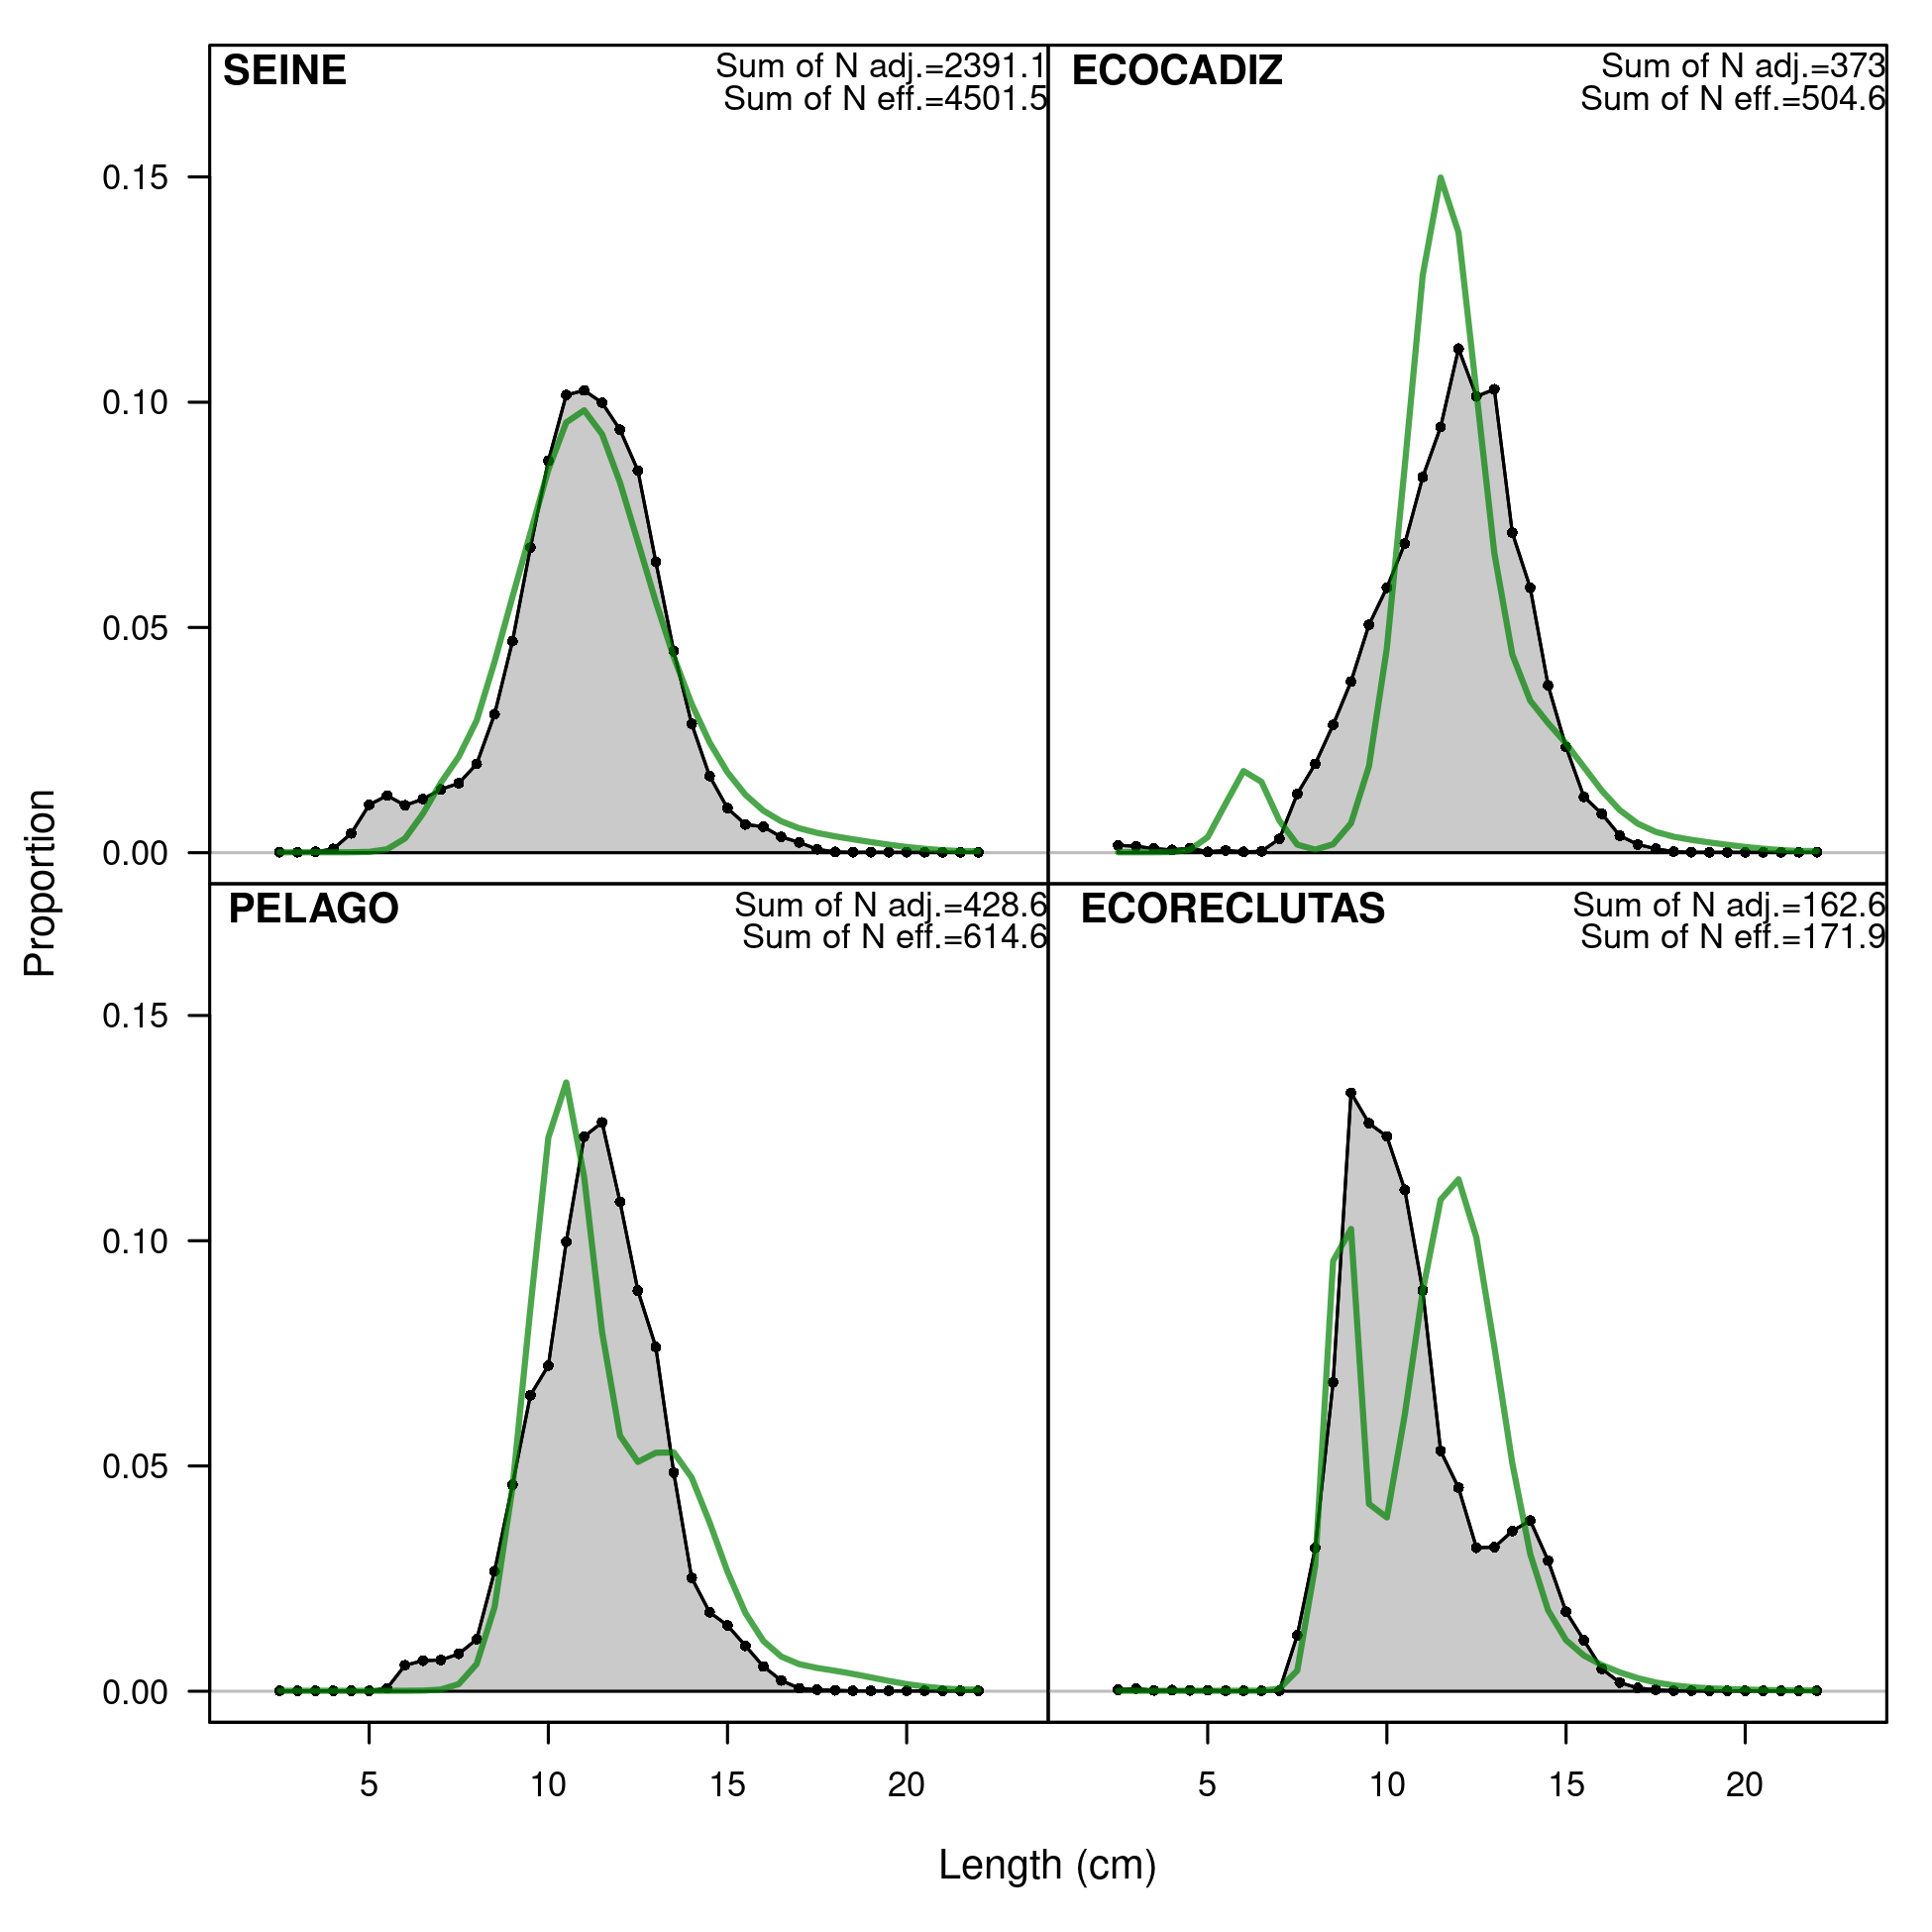 SEINE
Sum of N adj.=2391.1
Sum of N eff.=4501.5
ECOCADIZ
Sum of N adj.=373
Sum of N eff.=504.6
0.15
0.10
0.05
0.00
PELAGO
Sum of N adj.=428.6
Sum of N eff.=614.6
ECORECLUTAS
Sum of N adj.=162.6
Sum of N eff.=171.9
0.15
0.10
0.05
0.00
Proportion
5 10 15 20
5 10 15 20
Length (cm)